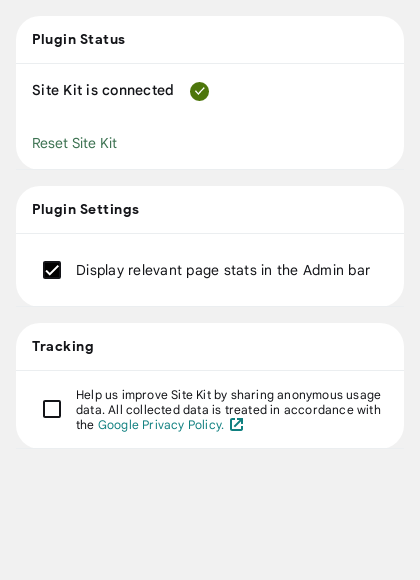 Plugin Status
Site Kit is connected
Reset Site Kit
Plugin Settings
Display relevant page stats in the Admin bar
Tracking
Help us improve Site Kit by sharing anonymous usage
data. All collected data is treated in accordance with
the Google Privacy Policy.